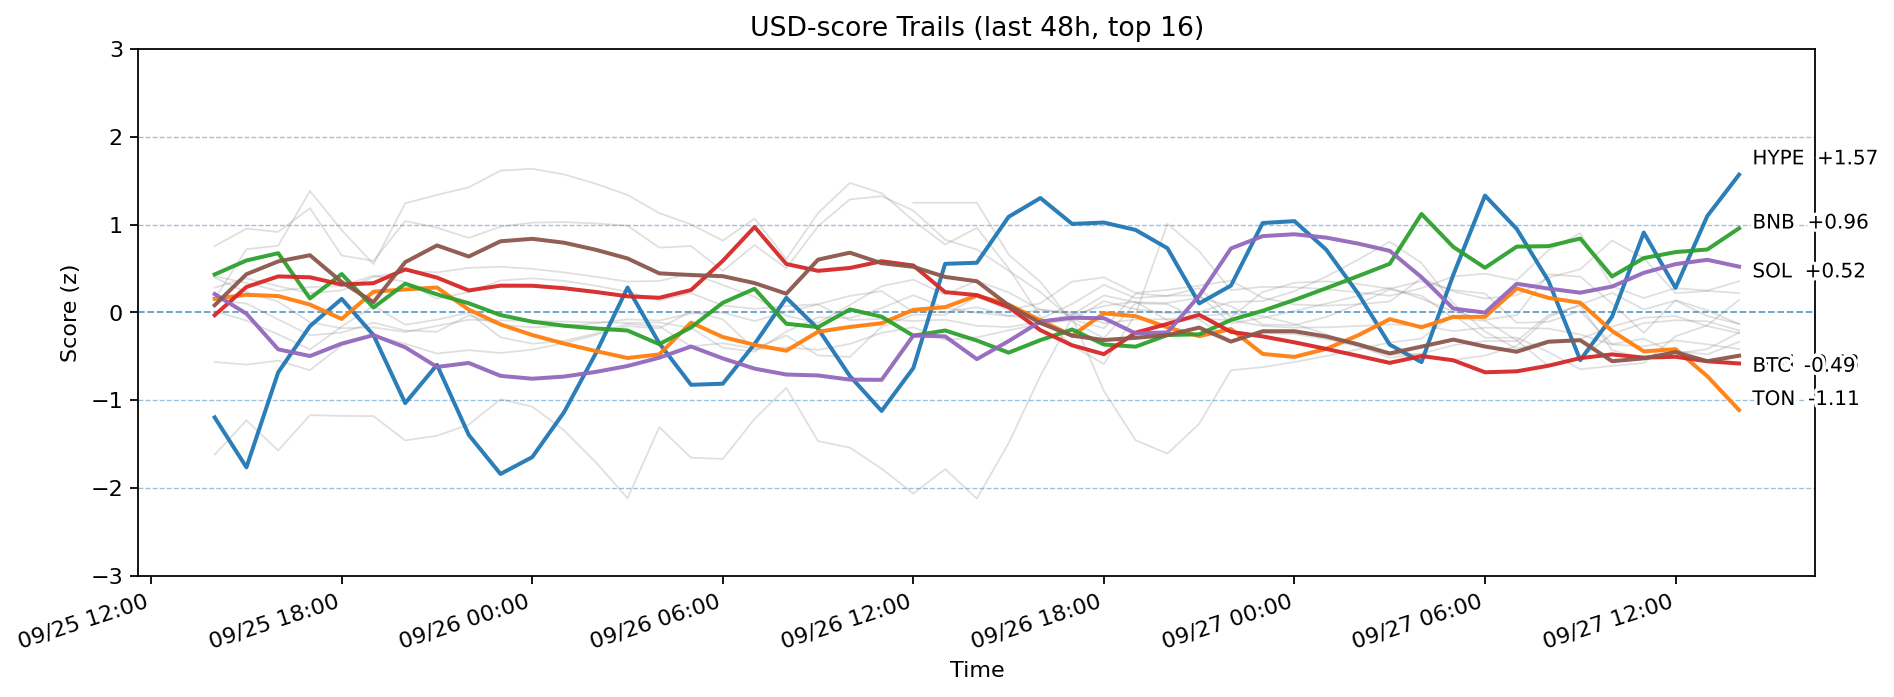 USD-score Trails (last 48h, top 16)
3
2
1
0
−1
−2
−3
Score (z)
HYPE +1.57
BNB +0.96
SOL +0.52
BTC -0.49
TON -1.11
09/25 12:00
09/25 18:00
09/26 00:00
09/26 06:00
09/26 12:00
09/26 18:00
09/27 00:00
09/27 06:00
09/27 12:00
Time